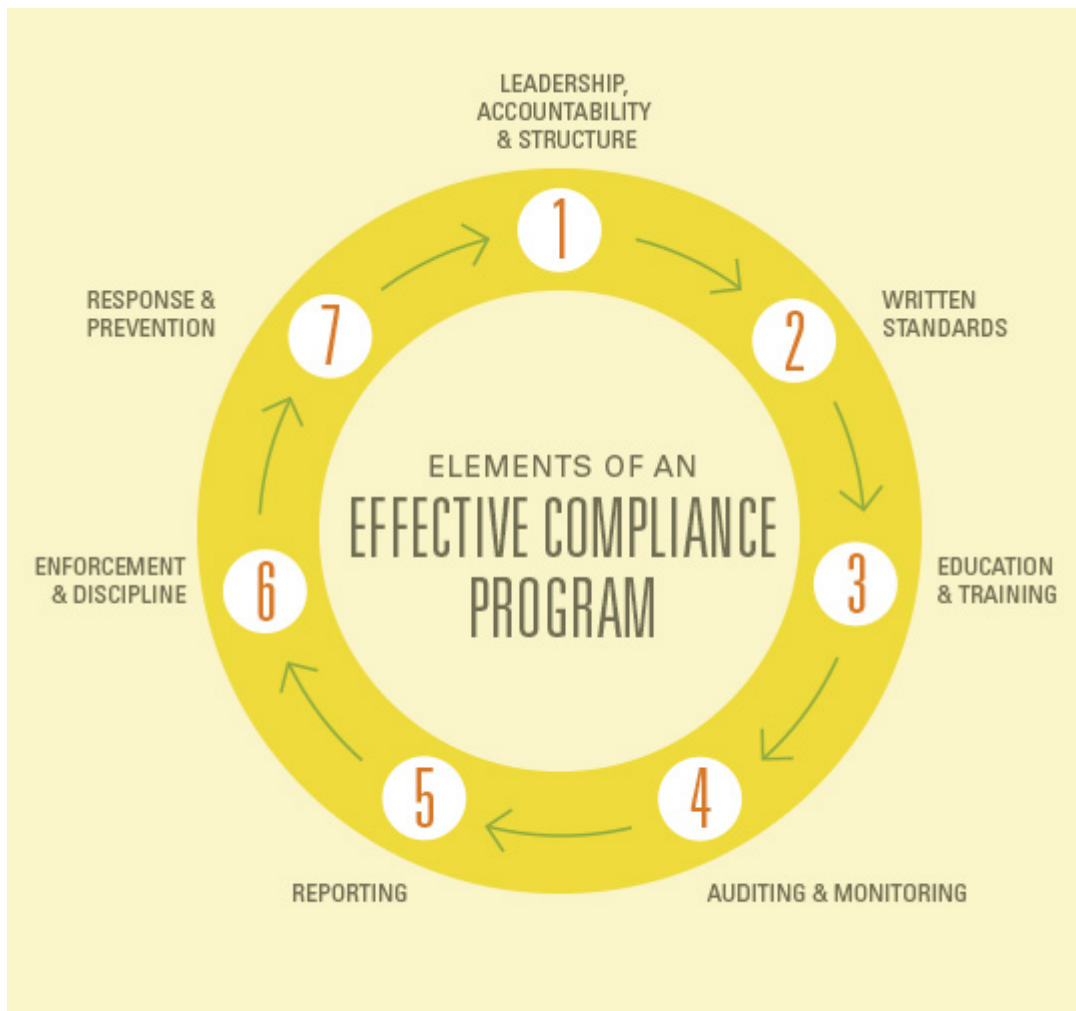 LEADERSHIP,
ACCOUNTABILITY
& STRUCTURE
1
2
WRITTEN
STANDARDS
3
EDUCATION
& TRAINING
4
AUDITING & MONITORING
5
REPORTING
6
ENFORCEMENT
& DISCIPLINE
7
RESPONSE &
PREVENTION
ELEMENTS OF AN
EFFECTIVE COMPLIANCE
PROGRAM